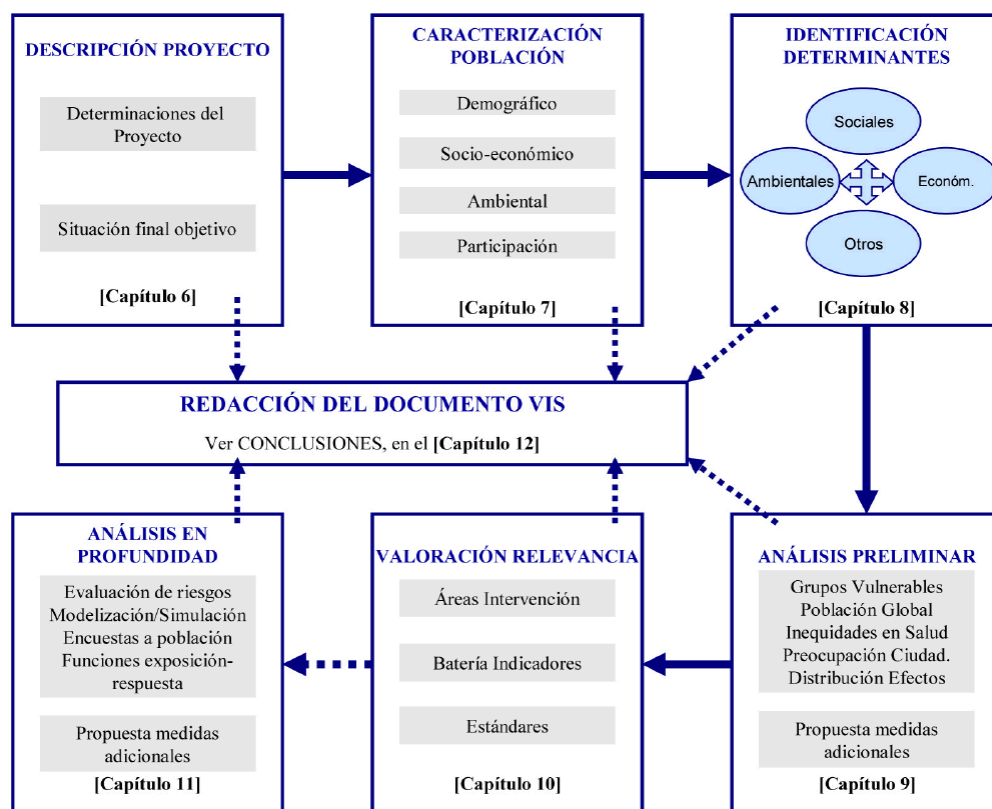 DESCRIPCIÓN PROYECTO
Determinaciones del
Proyecto
Situación final objetivo
[Capítulo 6]
CARACTERIZACIÓN
POBLACIÓN
Demográfico
Socio-económico
Ambiental
Participación
[Capítulo 7]
IDENTIFICACIÓN
DETERMINANTES
Sociales
Ambientales
Económ.
Otros
[Capítulo 8]
REDACCIÓN DEL DOCUMENTO VIS
Ver CONCLUSIONES, en el [Capítulo 12]
ANÁLISIS EN
PROFUNDIDAD
Evaluación de riesgos
Modelización/Simulación
Encuestas a población
Funciones exposición-
respuesta
Propuesta medidas
adicionales
[Capítulo 11]
VALORACIÓN RELEVANCIA
Áreas Intervención
Batería Indicadores
Estándares
[Capítulo 10]
ANÁLISIS PRELIMINAR
Grupos Vulnerables
Población Global
Inequidades en Salud
Preocupación Ciudad.
Distribución Efectos
Propuesta medidas
adicionales
[Capítulo 9]